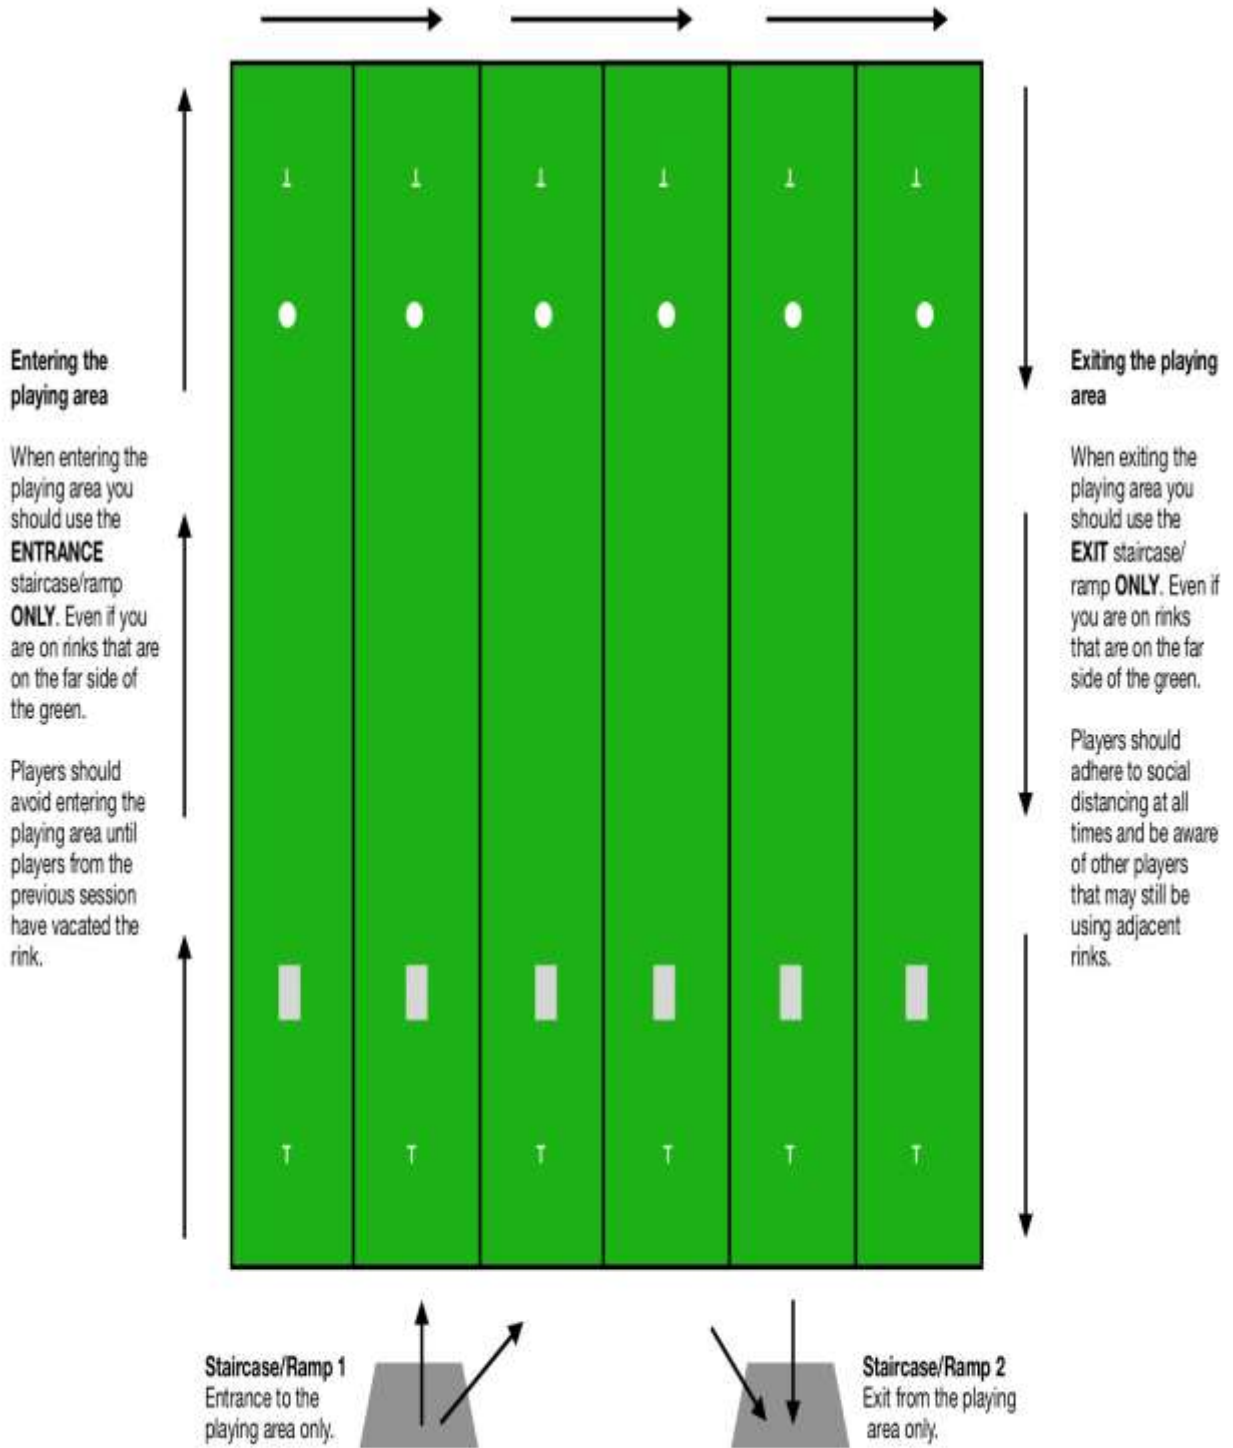 Entering the
playing area
When entering the
playing area you
should use the
ENTRANCE
staircase/ramp
ONLY. Even if you
are on rinks that are
on the far side of
the green.
Players should
avoid entering the
playing area until
players from the
previous session
have vacated the
rink.
Exiting the playing
area
When exiting the
playing area you
should use the
EXIT staircase/
ramp ONLY. Even if
you are on rinks
that are on the far
side of the green.
Players should
adhere to social
distancing at all
times and be aware
of other players
that may still be
using adjacent
rinks.
Staircase/Ramp 1
Entrance to the
playing area only.
Staircase/Ramp 2
Exit from the playing
area only.